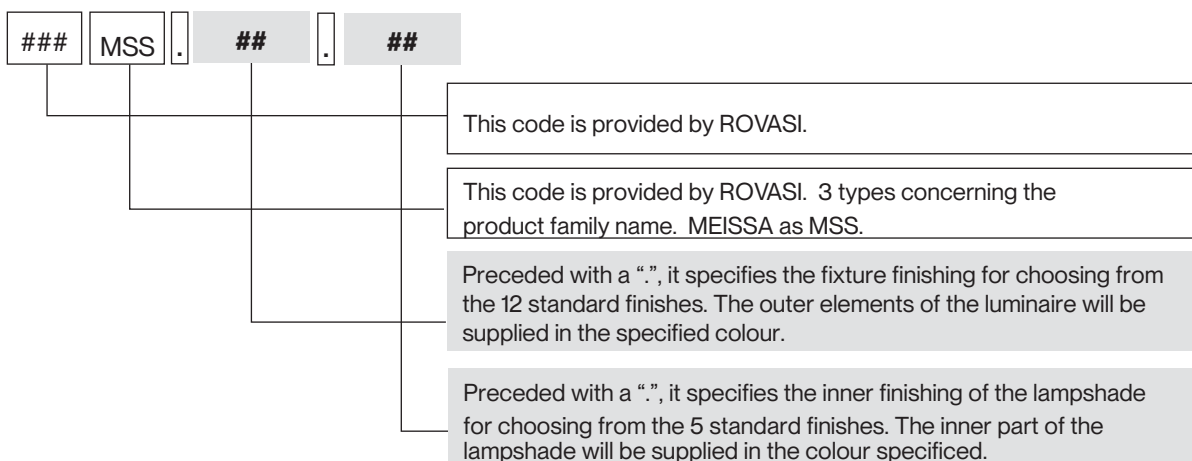 ### MSS . ## . ##
This code is provided by ROVASI.
This code is provided by ROVASI. 3 types concerning the
product family name. MEISSA as MSS.
Preceded with a “.”, it specifies the fixture finishing for choosing from
the 12 standard finishes. The outer elements of the luminaire will be
supplied in the specified colour.
Preceded with a “.”, it specifies the inner finishing of the lampshade
for choosing from the 5 standard finishes. The inner part of the
lampshade will be supplied in the colour specificed.